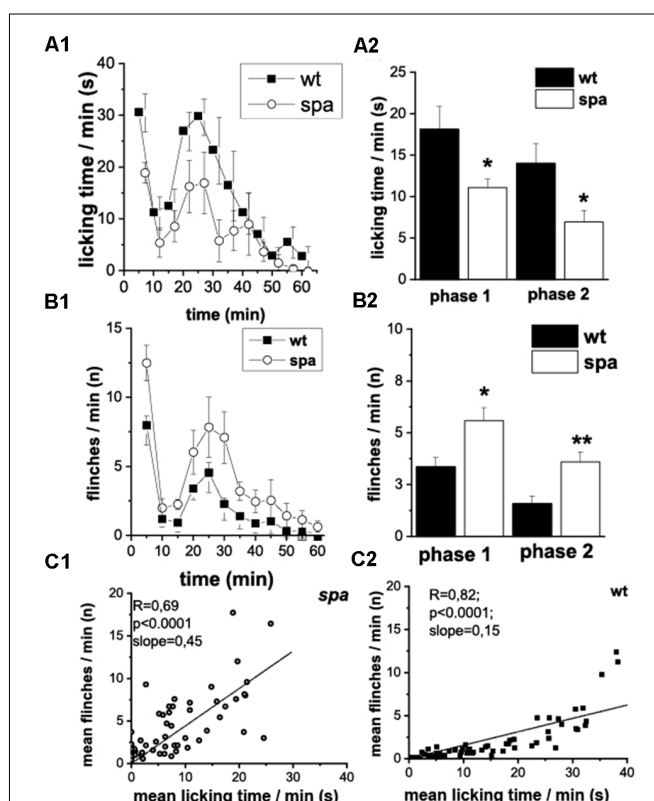 A1
licking time / min (s)
40
30
20
10
0
wt
spa
0 10 20 30 40 50 60
time (min)
A2
licking time / min (s)
25
20
15
10
5
0
wt
spa
*
*
phase 1 phase 2
B1
flinches / min (n)
15
10
5
0
wt
spa
0 10 20 30 40 50 60
time (min)
B2
flinches / min (n)
10
8
5
3
0
wt
spa
*
**
phase 1 phase 2
C1
mean flinches / min (n)
20
15
10
5
0
R=0,69
p<0.0001
slope=0,45
spa
0 10 20 30 40
mean licking time / min (s)
C2
mean flinches / min (n)
20
15
10
5
0
R=0,82;
p<0.0001;
slope=0,15
wt
0 10 20 30 40
mean licking time / min (s)